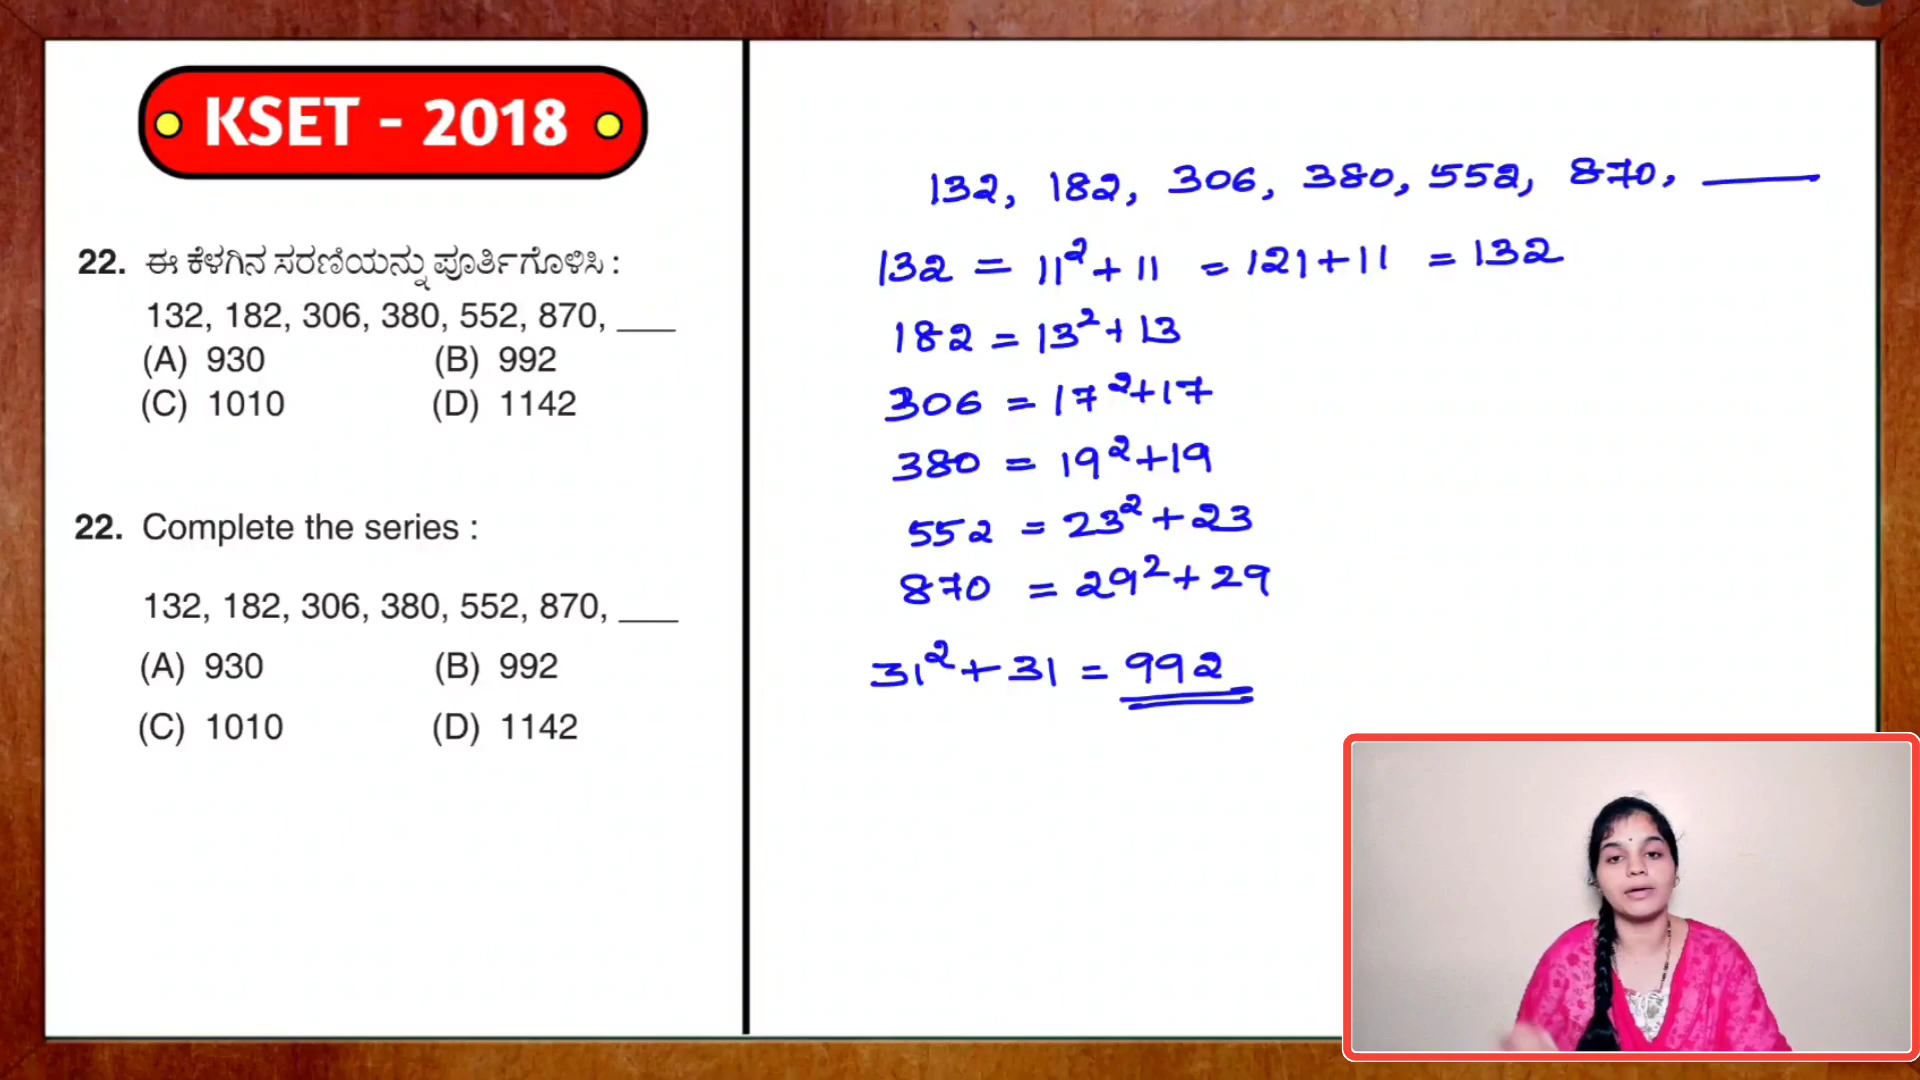 KSET - 2018
22. ಈ ಕೆಳಗಿನ ಸರಣಿಯನ್ನು ಪೂರ್ತಿಗೊಳಿಸಿ :
132, 182, 306, 380, 552, 870, ___
(A) 930 (B) 992
(C) 1010 (D) 1142
22. Complete the series :
132, 182, 306, 380, 552, 870, ___
(A) 930 (B) 992
(C) 1010 (D) 1142
132, 182, 306, 380, 552, 870, ___
132 = 11² + 11 = 121 + 11 = 132
182 = 13² + 13
306 = 17² + 17
380 = 19² + 19
552 = 23² + 23
870 = 29² + 29
31² + 31 = 992